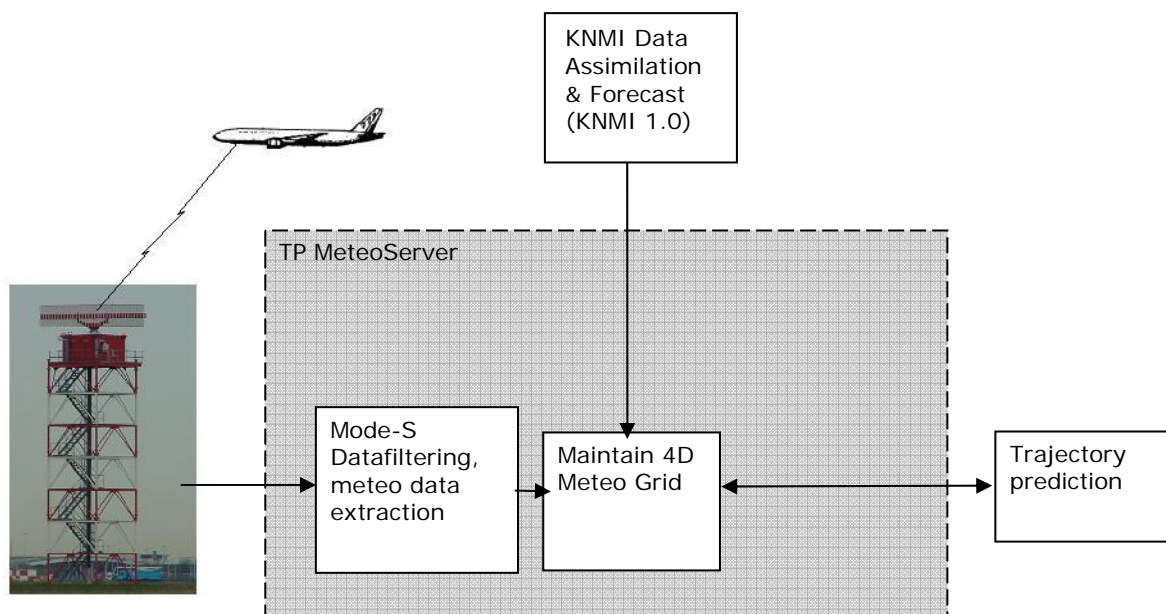 KNMI Data
Assimilation
& Forecast
(KNMI 1.0)
TP MeteoServer
Mode-S
Datafiltering,
meteo data
extraction
Maintain 4D
Meteo Grid
Trajectory
prediction